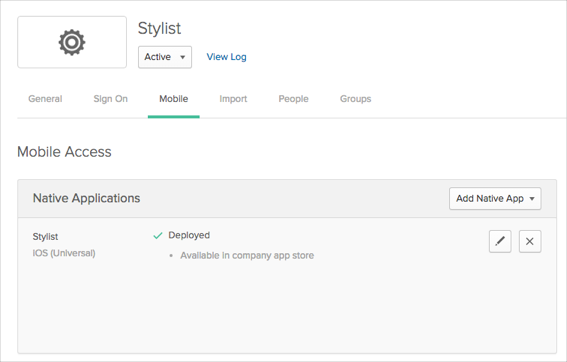 Stylist
Active
View Log
General Sign On Mobile Import People Groups
Mobile Access
Native Applications
Add Native App
Stylist
Deployed
IOS (Universal)
Available in company app store